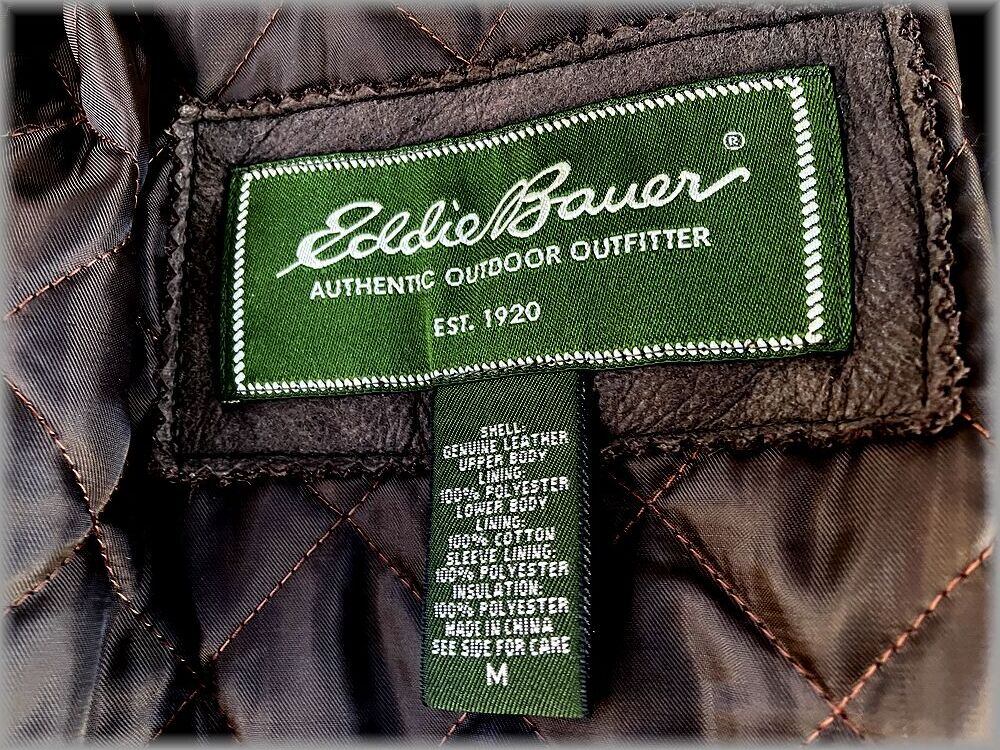 Eddie Bauer ®
AUTHENTIC OUTDOOR OUTFITTER
EST. 1920
SHELL:
GENUINE LEATHER
UPPER BODY
LINING:
100% POLYESTER
LOWER BODY
LINING:
100% COTTON
SLEEVE LINING:
100% POLYESTER
INSULATION:
100% POLYESTER
MADE IN CHINA
SEE SIDE FOR CARE
M